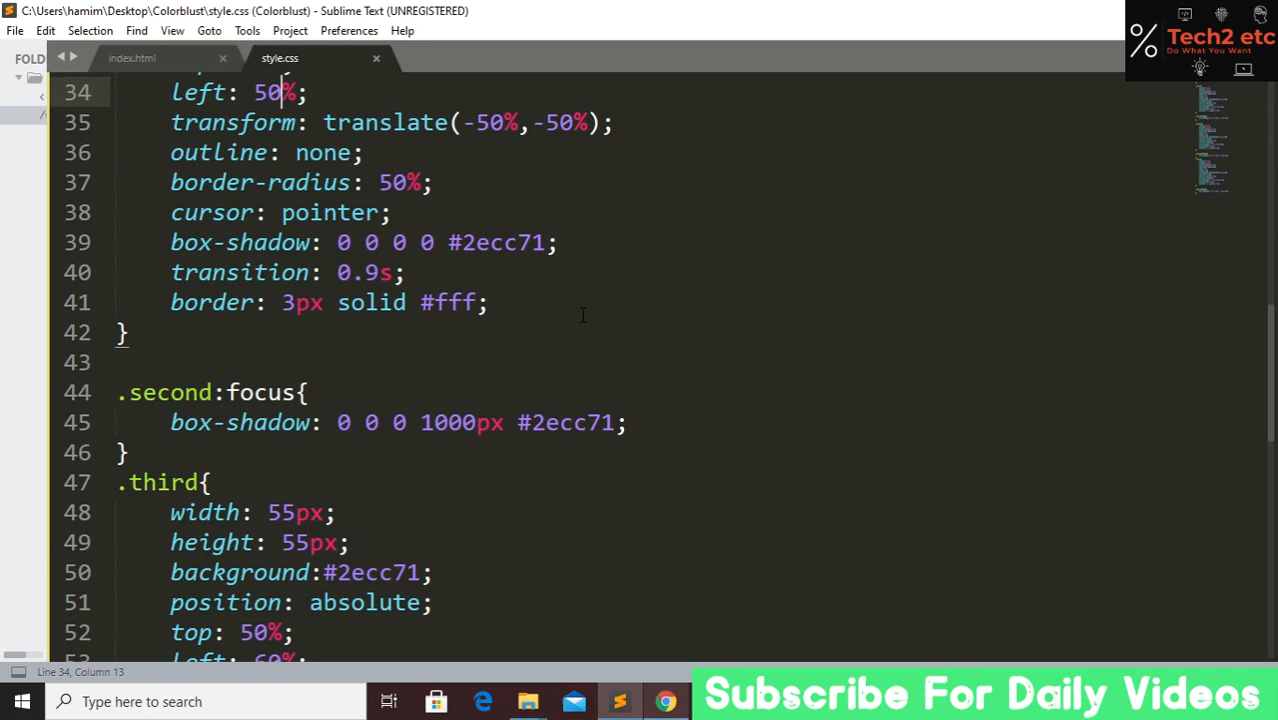 C:\Users\hamim\Desktop\Colorblust\style.css (Colorblust) - Sublime Text (UNREGISTERED)
File Edit Selection Find View Goto Tools Project Preferences Help
Tech2 etc
Do What You Want
FOLD
index.html ×
style.css ×
34 left: 50%;
35 transform: translate(-50%,-50%);
36 outline: none;
37 border-radius: 50%;
38 cursor: pointer;
39 box-shadow: 0 0 0 0 #2ecc71;
40 transition: 0.9s;
41 border: 3px solid #fff;
42 }
43
44 .second:focus{
45 box-shadow: 0 0 0 1000px #2ecc71;
46 }
47 .third{
48 width: 55px;
49 height: 55px;
50 background:#2ecc71;
51 position: absolute;
52 top: 50%;
53 left: 60%;
Line 34, Column 13
Type here to search
Subscribe For Daily Videos